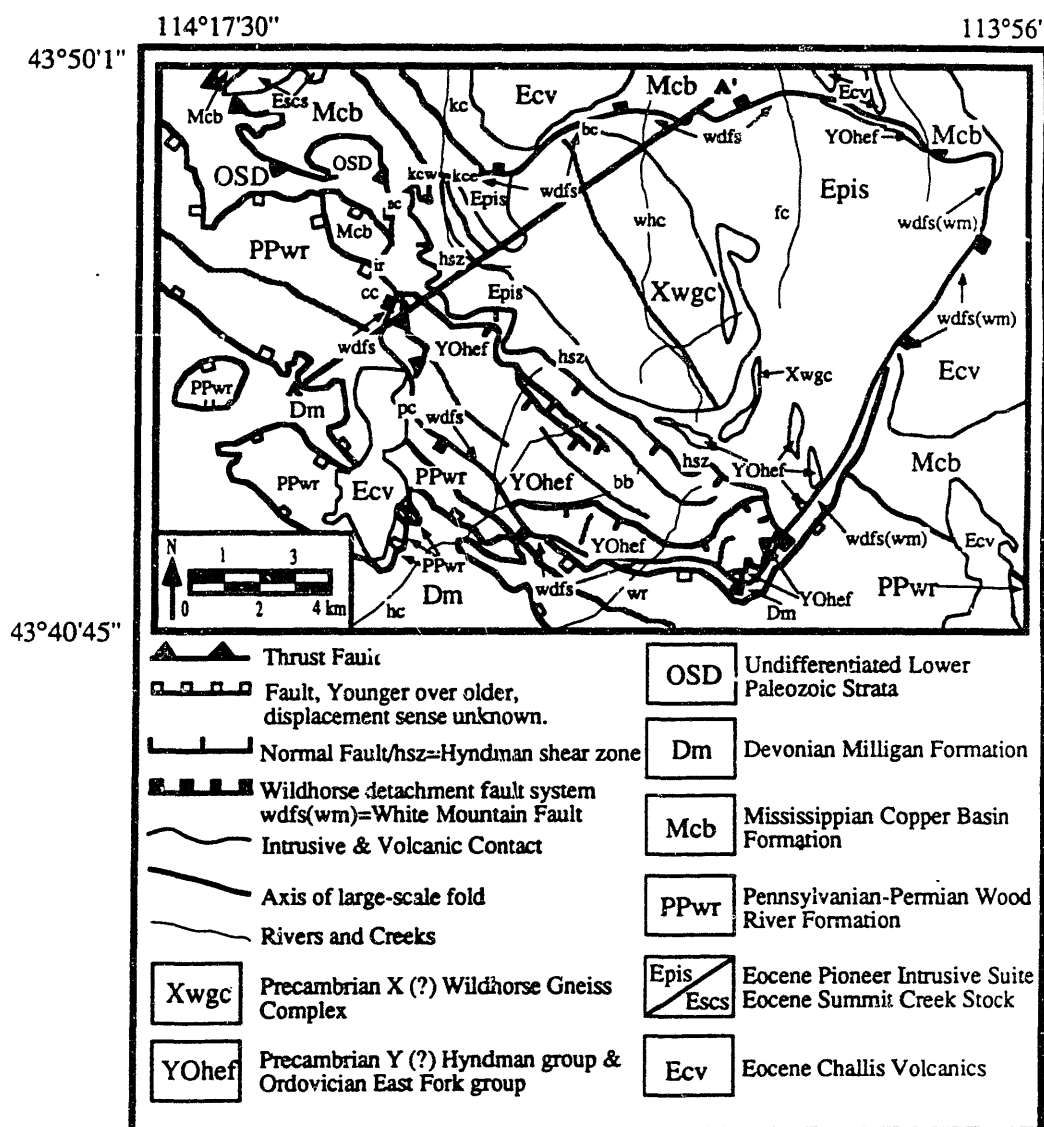 114°17'30"
113°56'
43°50'1"
Mcb
Escs
Mcb
kc
Ecv
Mcb
A'
Ecv
bc
wdfs
YOhef
Mcb
OSD
OSD
kcw
kce
Epis
wdfs
Epis
sc
whc
fc
wdfs(wm)
Mcb
PPwr
ir
hsz
cc
Epis
Xwgc
wdfs(wm)
wdfs
YOhef
hsz
Xwgc
Ecv
PPwr
Dm
pc
wdfs
YOhef
hsz
Mcb
PPwr
Ecv
PPwr
YOhef
bb
YOhef
wdfs(wm)
Ecv
N
1
3
0
2
4 km
PPwr
Dm
hc
wdfs
wr
YOhef
Dm
PPwr
43°40'45"
Thrust Fault
Fault, Younger over older,
displacement sense unknown.
Normal Fault/hsz=Hyndman shear zone
Wildhorse detachment fault system
wdfs(wm)=White Mountain Fault
Intrusive & Volcanic Contact
Axis of large-scale fold
Rivers and Creeks
Xwgc
Precambrian X (?) Wildhorse Gneiss
Complex
YOhef
Precambrian Y (?) Hyndman group &
Ordovician East Fork group
OSD
Undifferentiated Lower
Paleozoic Strata
Dm
Devonian Milligan Formation
Mcb
Mississippian Copper Basin
Formation
PPwr
Pennsylvanian-Permian Wood
River Formation
Epis
Escs
Eocene Pioneer Intrusive Suite
Eocene Summit Creek Stock
Ecv
Eocene Challis Volcanics